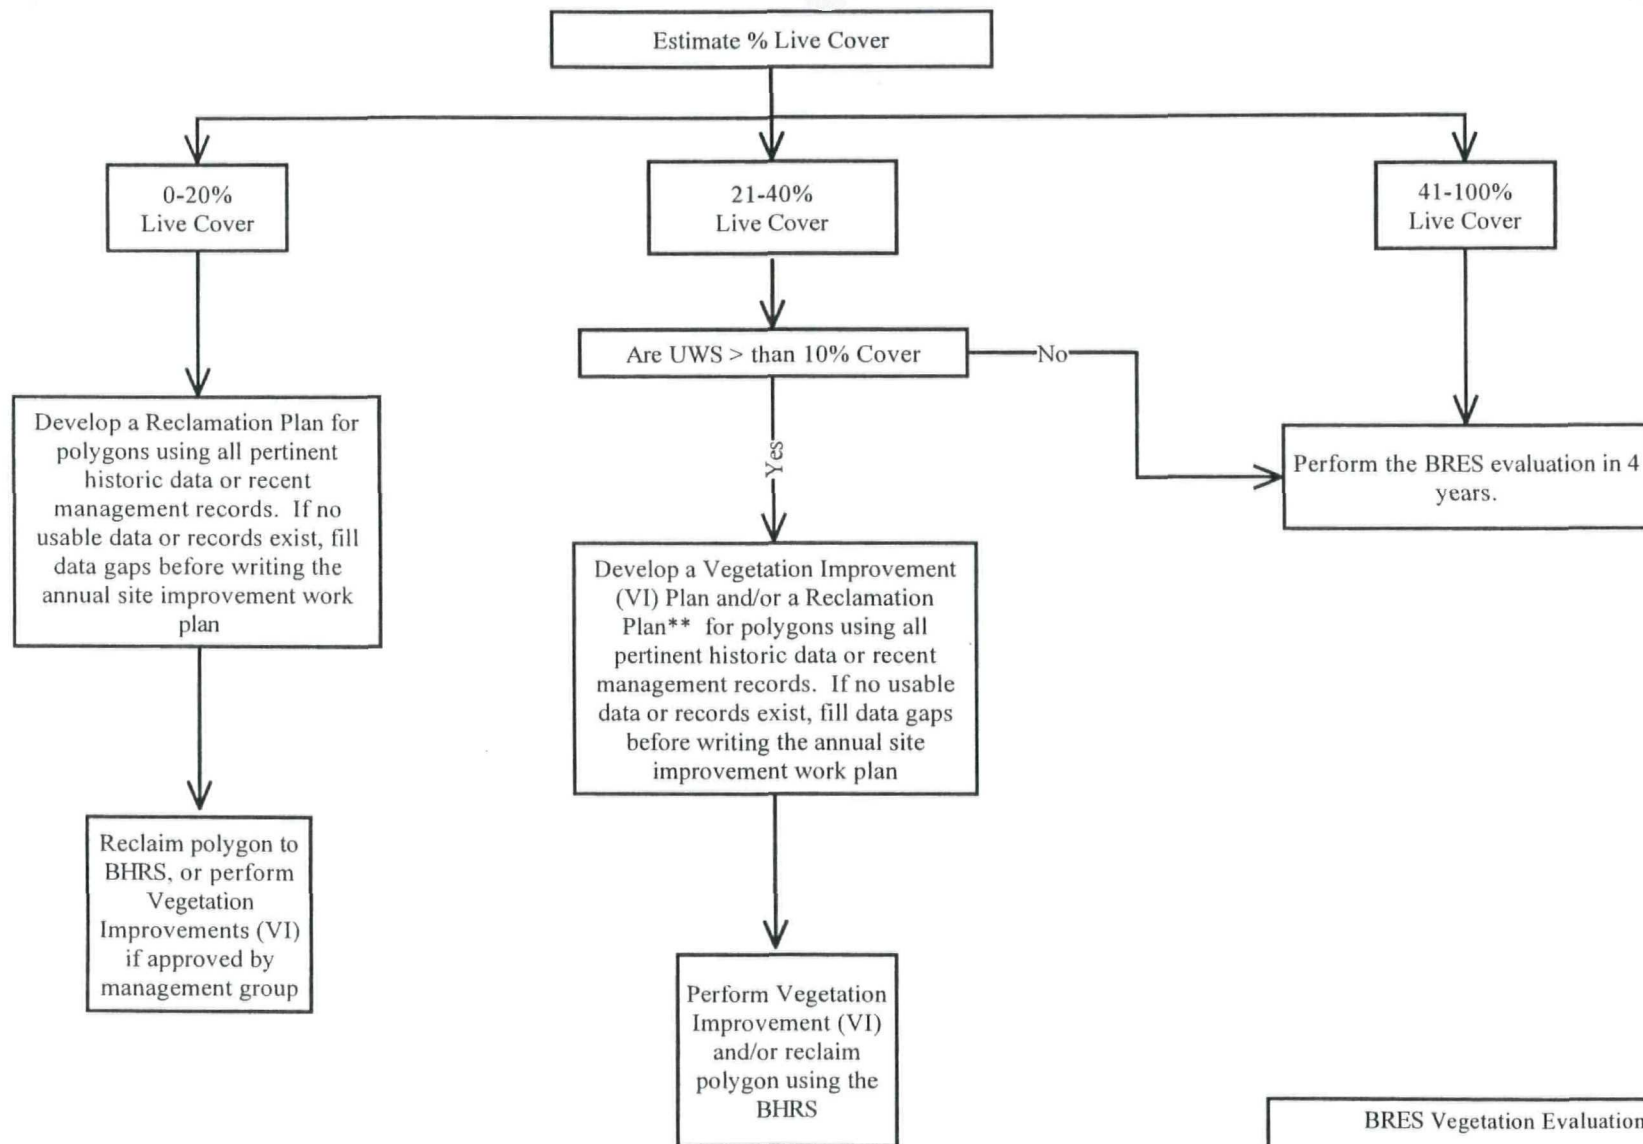 Estimate % Live Cover
0-20%
Live Cover
21-40%
Live Cover
41-100%
Live Cover
Are UWS > than 10% Cover
No
Yes
Develop a Reclamation Plan for
polygons using all pertinent
historic data or recent
management records. If no
usable data or records exist, fill
data gaps before writing the
annual site improvement work
plan
Perform the BRES evaluation in 4
years.
Develop a Vegetation Improvement
(VI) Plan and/or a Reclamation
Plan** for polygons using all
pertinent historic data or recent
management records. If no usable
data or records exist, fill data gaps
before writing the annual site
improvement work plan
Reclaim polygon to
BHRS, or perform
Vegetation
Improvements (VI)
if approved by
management group
Perform Vegetation
Improvement (VI)
and/or reclaim
polygon using the
BHRS
BRES Vegetation Evaluation